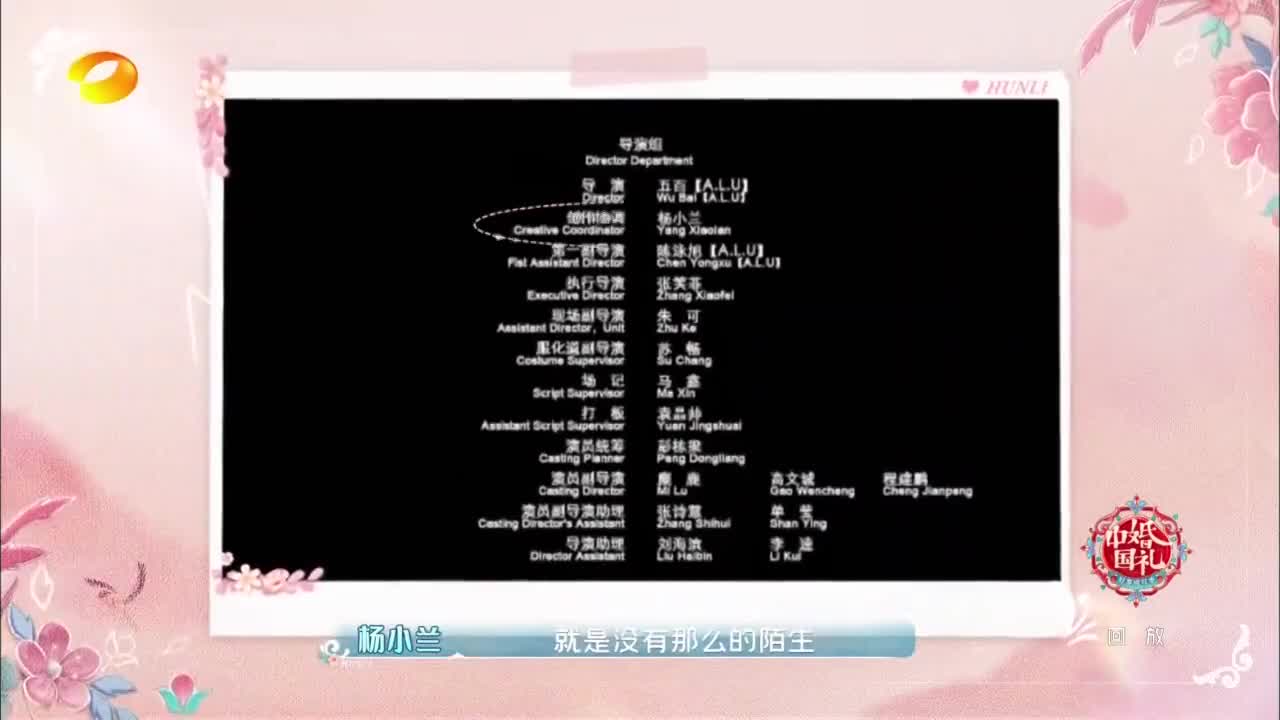 HUNLI
导演组
Director Department
导 演 五百【A.L.U】
Director Wu Bai【A.L.U】
创作协调 杨小兰
Creative Coordinator Yang Xiaolan
第一副导演 陈泳旭【A.L.U】
Fist Assistant Director Chen Yongxu【A.L.U】
执行导演 张笑菲
Executive Director Zhang Xiaofei
现场副导演 朱 可
Assistant Director, Unit Zhu Ke
服化道副导演 苏 畅
Costume Supervisor Su Chang
场 记 马 鑫
Script Supervisor Ma Xin
打 板 袁晶帅
Assistant Script Supervisor Yuan Jingshuai
演员统筹 彭栋梁
Casting Planner Pang Dongliang
演员副导演 麋 鹿 高文诚 程建鹏
Casting Director Mi Lu Gao Wencheng Cheng Jianpeng
演员副导演助理 张诗慧 单 莹
Casting Director's Assistant Zhang Shihui Shan Ying
导演助理 刘海滨 李 逵
Director Assistant Liu Haibin Li Kui
中国婚礼
杨小兰 就是没有那么的陌生
回 放